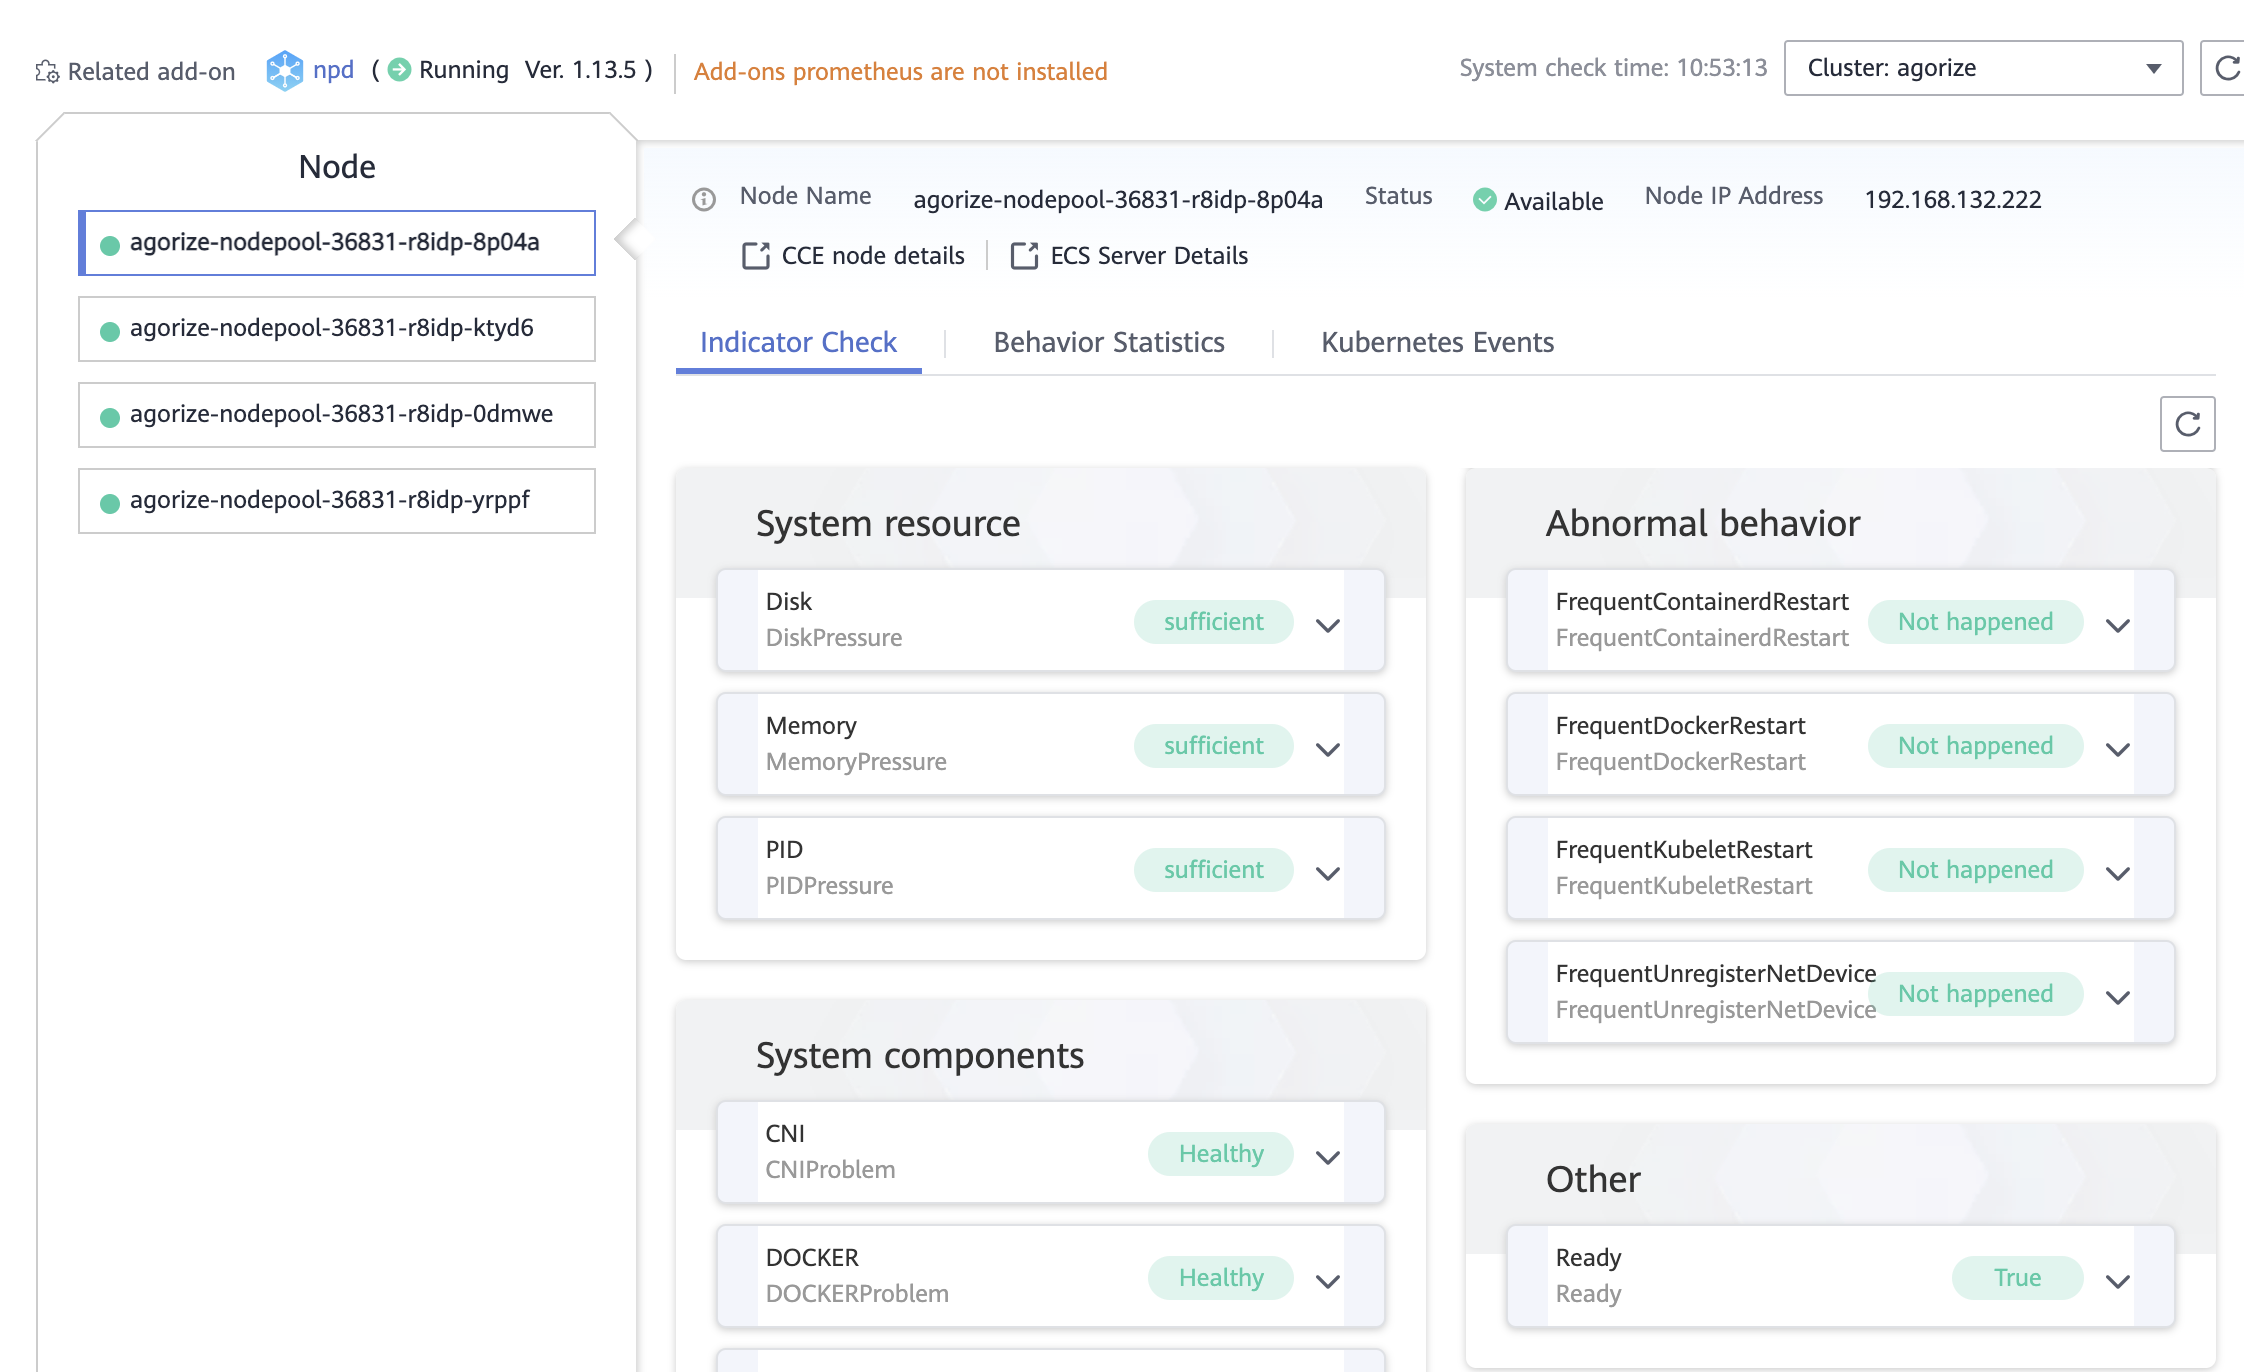 Related add-on npd ( Running Ver. 1.13.5 ) Add-ons prometheus are not installed
System check time: 10:53:13 Cluster: agorize
Node
agorize-nodepool-36831-r8idp-8p04a
agorize-nodepool-36831-r8idp-ktyd6
agorize-nodepool-36831-r8idp-0dmwe
agorize-nodepool-36831-r8idp-yrppf
Node Name agorize-nodepool-36831-r8idp-8p04a Status Available Node IP Address 192.168.132.222
CCE node details ECS Server Details
Indicator Check Behavior Statistics Kubernetes Events
System resource
Disk
DiskPressure
sufficient
Memory
MemoryPressure
sufficient
PID
PIDPressure
sufficient
System components
CNI
CNIProblem
Healthy
DOCKER
DOCKERProblem
Healthy
Abnormal behavior
FrequentContainerdRestart
FrequentContainerdRestart
Not happened
FrequentDockerRestart
FrequentDockerRestart
Not happened
FrequentKubeletRestart
FrequentKubeletRestart
Not happened
FrequentUnregisterNetDevice
FrequentUnregisterNetDevice
Not happened
Other
Ready
Ready
True